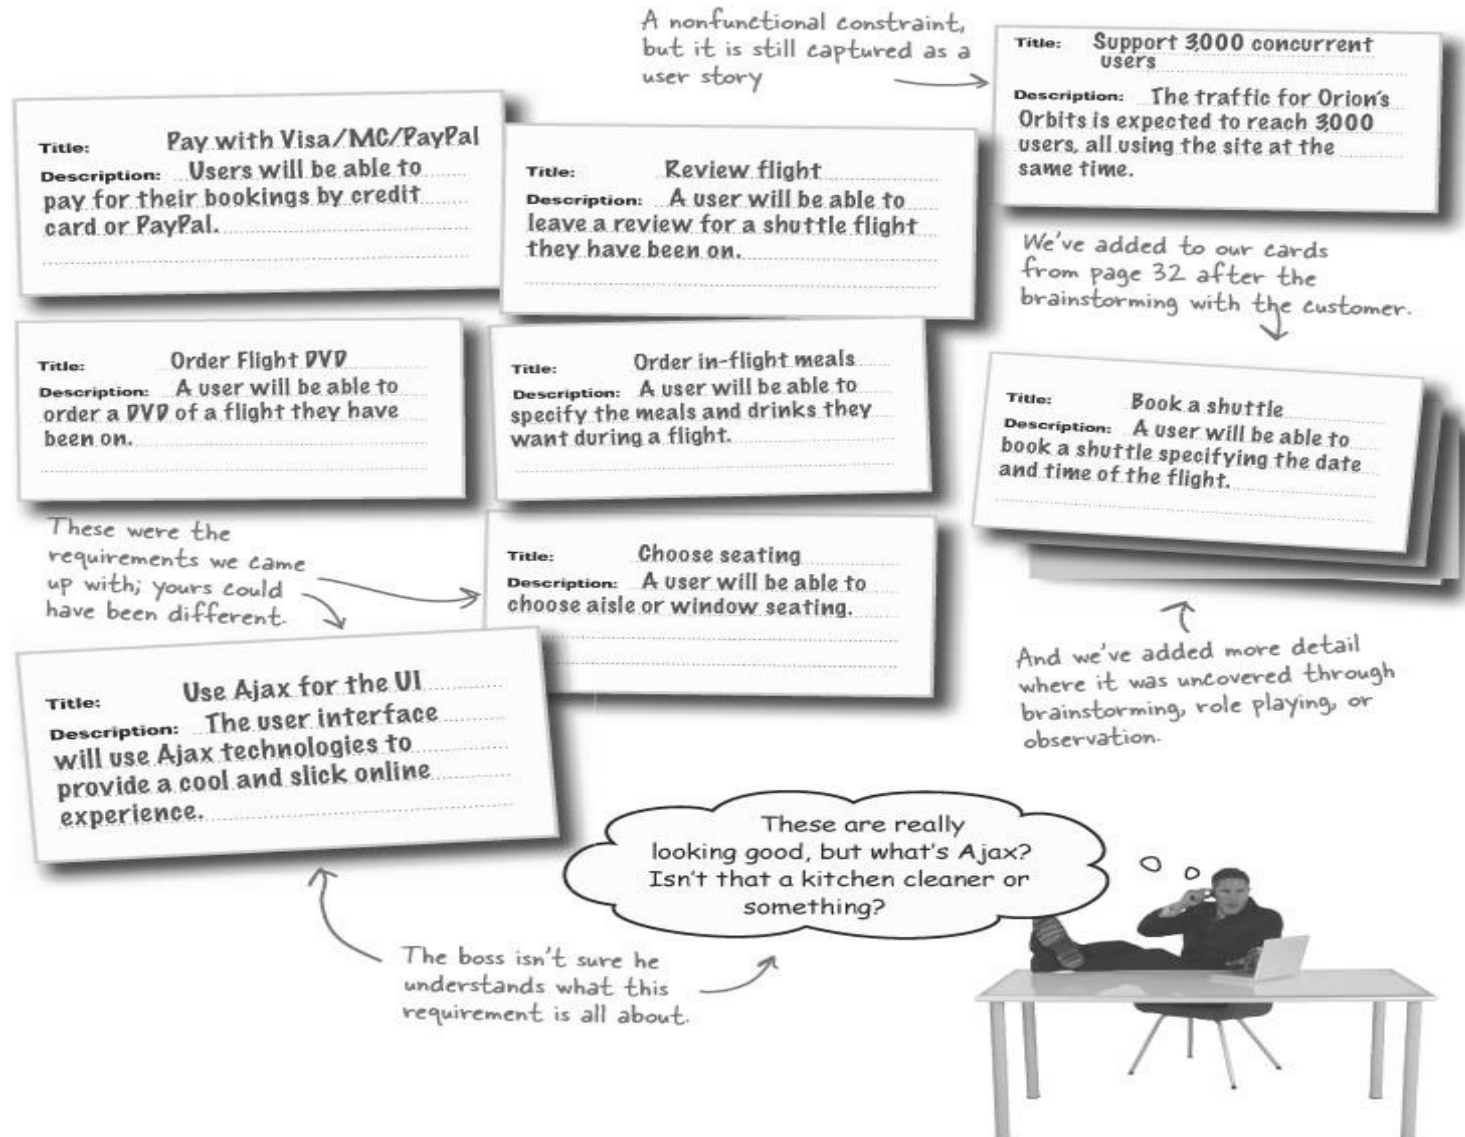 A nonfunctional constraint,
but it is still captured as a
user story
Title: Support 3,000 concurrent
users
Description: The traffic for Orion's
Orbits is expected to reach 3,000
users, all using the site at the
same time.
Title: Pay with Visa/MC/PayPal
Description: Users will be able to
pay for their bookings by credit
card or PayPal.
Title: Review flight
Description: A user will be able to
leave a review for a shuttle flight
they have been on.
We've added to our cards
from page 32 after the
brainstorming with the customer.
Title: Order Flight DVD
Description: A user will be able to
order a DVD of a flight they have
been on.
Title: Order in-flight meals
Description: A user will be able to
specify the meals and drinks they
want during a flight.
Title: Book a shuttle
Description: A user will be able to
book a shuttle specifying the date
and time of the flight.
These were the
requirements we came
up with; yours could
have been different.
Title: Choose seating
Description: A user will be able to
choose aisle or window seating.
And we've added more detail
where it was uncovered through
brainstorming, role playing, or
observation.
Title: Use Ajax for the UI
Description: The user interface
will use Ajax technologies to
provide a cool and slick online
experience.
These are really
looking good, but what's Ajax?
Isn't that a kitchen cleaner or
something?
The boss isn't sure he
understands what this
requirement is all about.